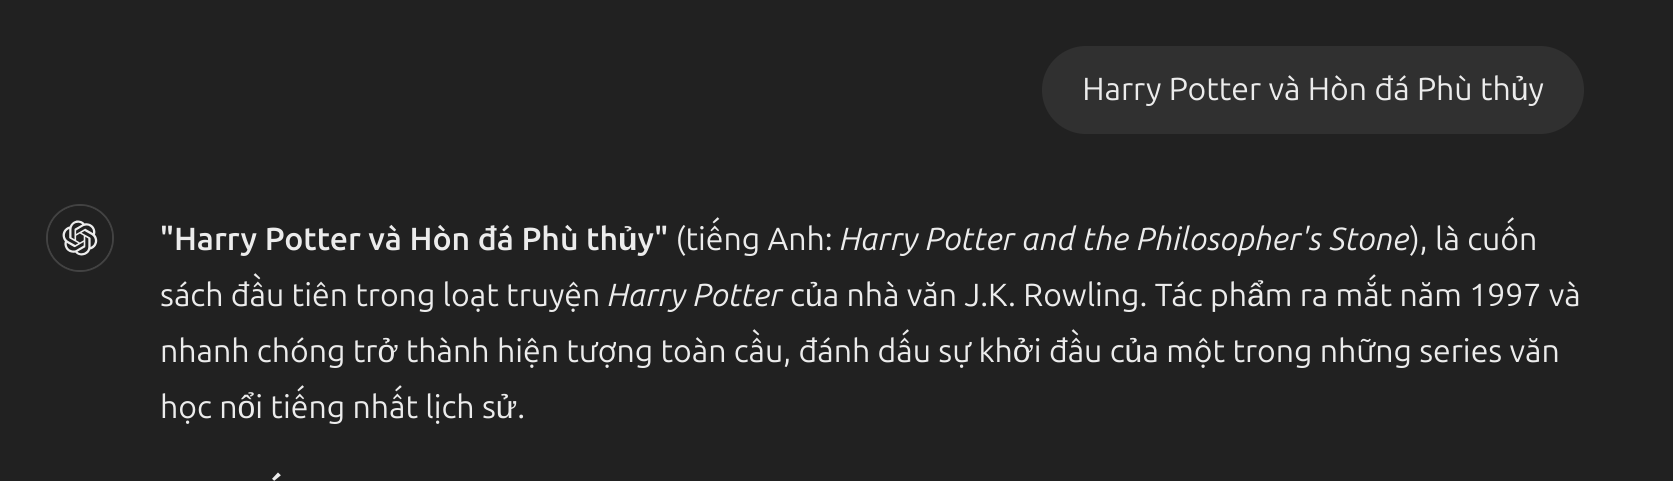 Harry Potter và Hòn đá Phù thủy
"Harry Potter và Hòn đá Phù thủy" (tiếng Anh: Harry Potter and the Philosopher's Stone), là cuốn
sách đầu tiên trong loạt truyện Harry Potter của nhà văn J.K. Rowling. Tác phẩm ra mắt năm 1997 và
nhanh chóng trở thành hiện tượng toàn cầu, đánh dấu sự khởi đầu của một trong những series văn
học nổi tiếng nhất lịch sử.